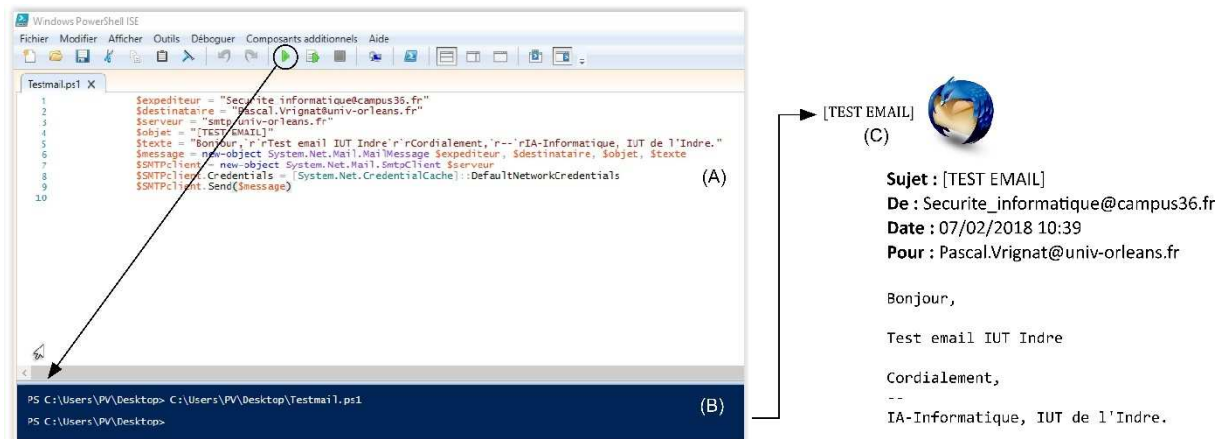 Windows PowerShell ISE
Fichier Modifier Afficher Outils Déboguer Composants additionnels Aide
Testmail.ps1 X
1 $expediteur = "Securite_informatique@campus36.fr"
2 $destinataire = "Pascal.Vrignat@univ-orleans.fr"
3 $serveur = "smtp.univ-orleans.fr"
4 $objet = "[TEST EMAIL]"
5 $texte = "Bonjour,`r`rTest email IUT Indre`r`rCordialement,`r--`rIA-Informatique, IUT de l'Indre."
6 $message = new-object System.Net.Mail.MailMessage $expediteur, $destinataire, $objet, $texte
7 $SMTPclient = new-object System.Net.Mail.SmtpClient $serveur
8 $SMTPclient.Credentials = [System.Net.CredentialCache]::DefaultNetworkCredentials
9 $SMTPclient.Send($message)
10
(A)
PS C:\Users\PV\Desktop> C:\Users\PV\Desktop\Testmail.ps1
PS C:\Users\PV\Desktop>
(B)
[TEST EMAIL]
(C)
Sujet : [TEST EMAIL]
De : Securite_informatique@campus36.fr
Date : 07/02/2018 10:39
Pour : Pascal.Vrignat@univ-orleans.fr
Bonjour,
Test email IUT Indre
Cordialement,
--
IA-Informatique, IUT de l'Indre.